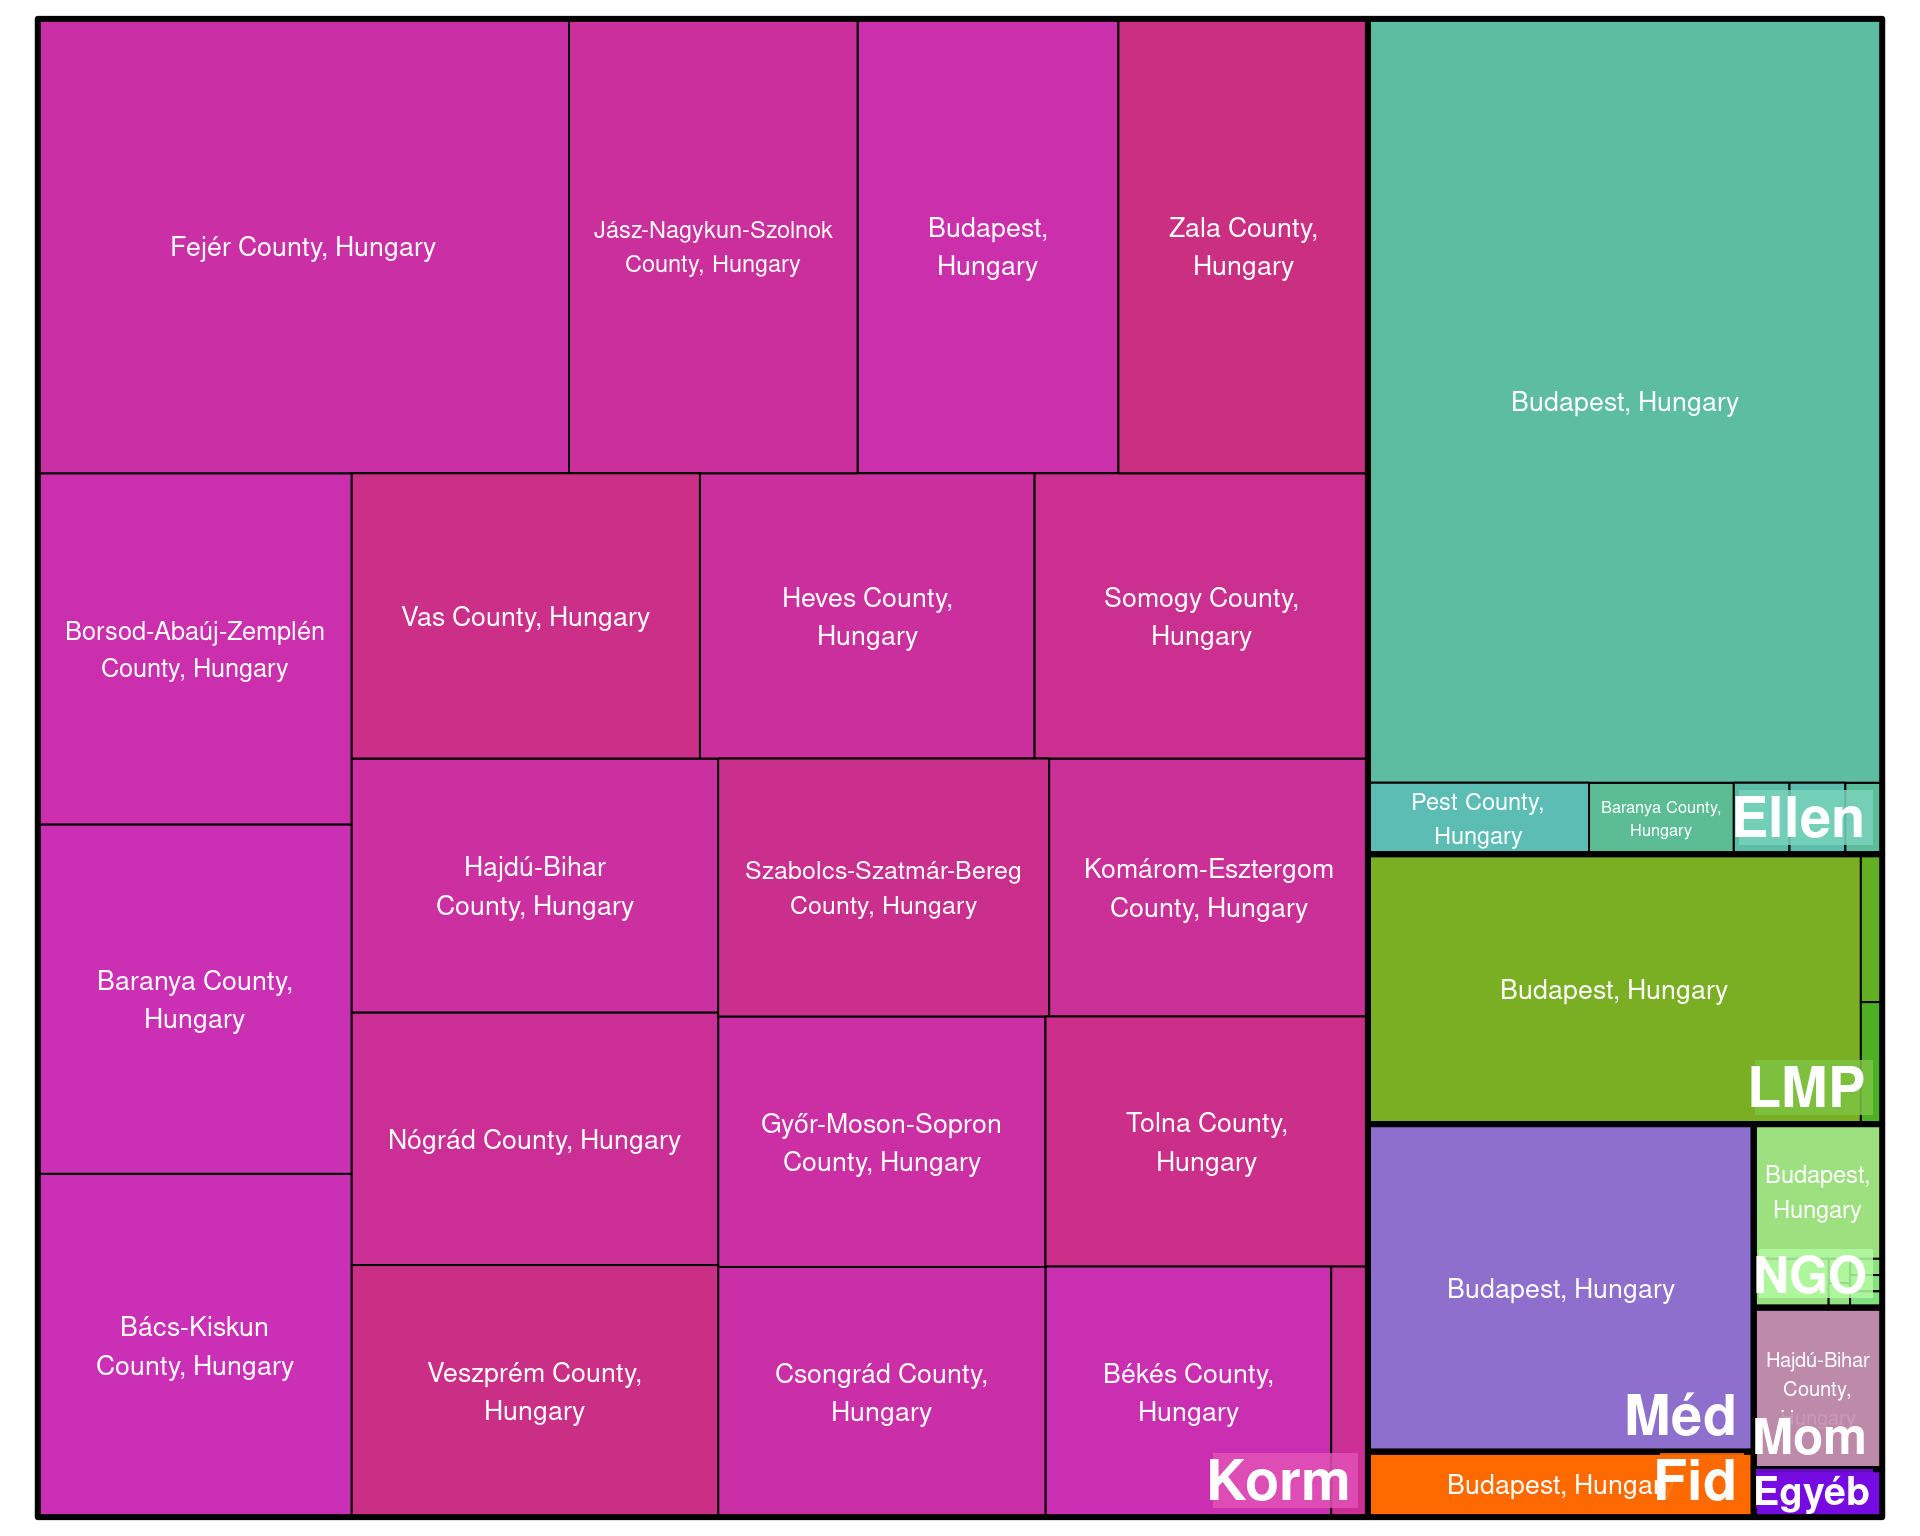 Fejér County, Hungary
Jász-Nagykun-Szolnok
County, Hungary
Budapest,
Hungary
Zala County,
Hungary
Borsod-Abaúj-Zemplén
County, Hungary
Vas County, Hungary
Heves County,
Hungary
Somogy County,
Hungary
Baranya County,
Hungary
Hajdú-Bihar
County, Hungary
Szabolcs-Szatmár-Bereg
County, Hungary
Komárom-Esztergom
County, Hungary
Nógrád County, Hungary
Győr-Moson-Sopron
County, Hungary
Tolna County,
Hungary
Bács-Kiskun
County, Hungary
Veszprém County,
Hungary
Csongrád County,
Hungary
Békés County,
Hungary
Korm
Budapest, Hungary
Pest County,
Hungary
Baranya County,
Hungary
Ellen
Budapest, Hungary
LMP
Budapest, Hungary
Méd
Budapest, Hungary
Fid
Budapest,
Hungary
NGO
Hajdú-Bihar
County,
Hungary
Mom
Egyéb